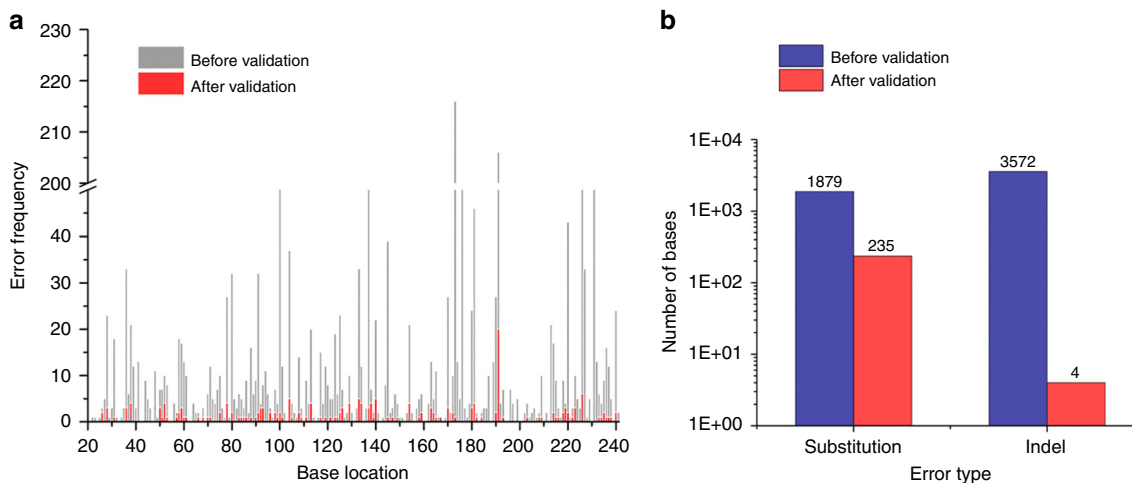 a
230
220
210
200
40
30
20
10
0
Error frequency
Before validation
After validation
20 40 60 80 100 120 140 160 180 200 220 240
Base location
b
Before validation
After validation
1E+04
1E+03
1E+02
1E+01
1E+00
Number of bases
1879
235
3572
4
Substitution Indel
Error type